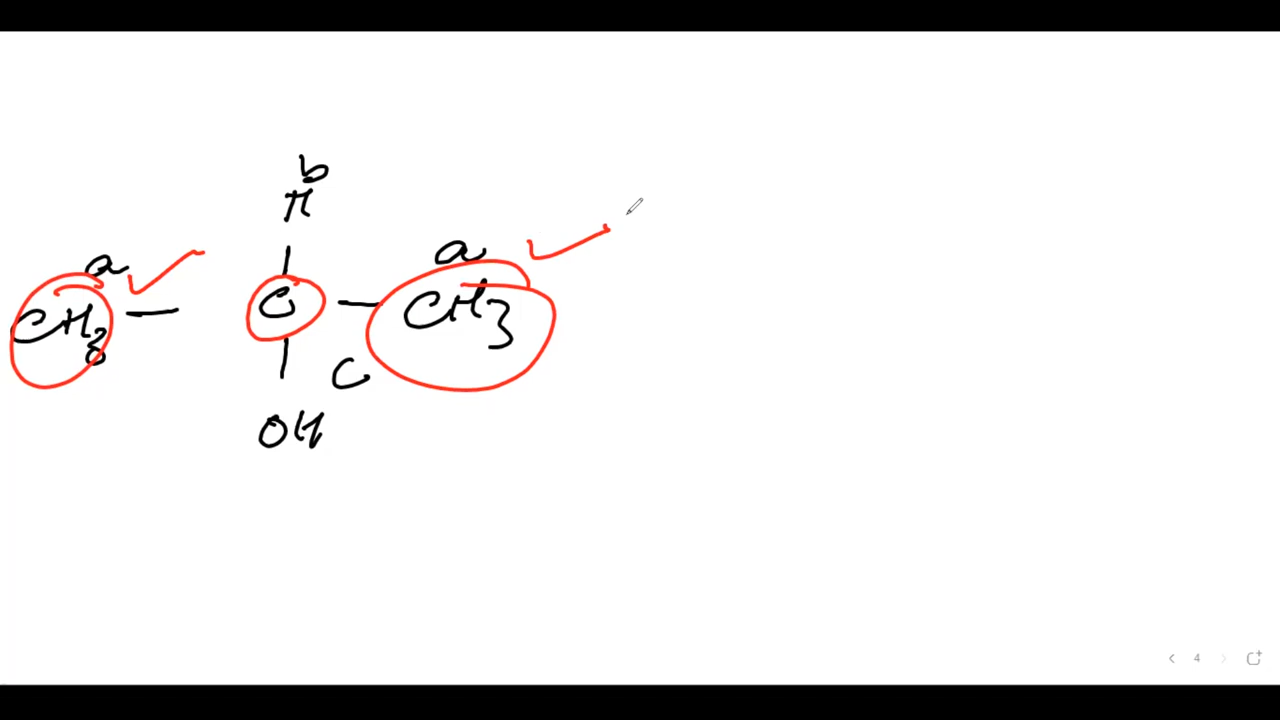 b
H
a a
CH3 — C — CH3
C
OH
4